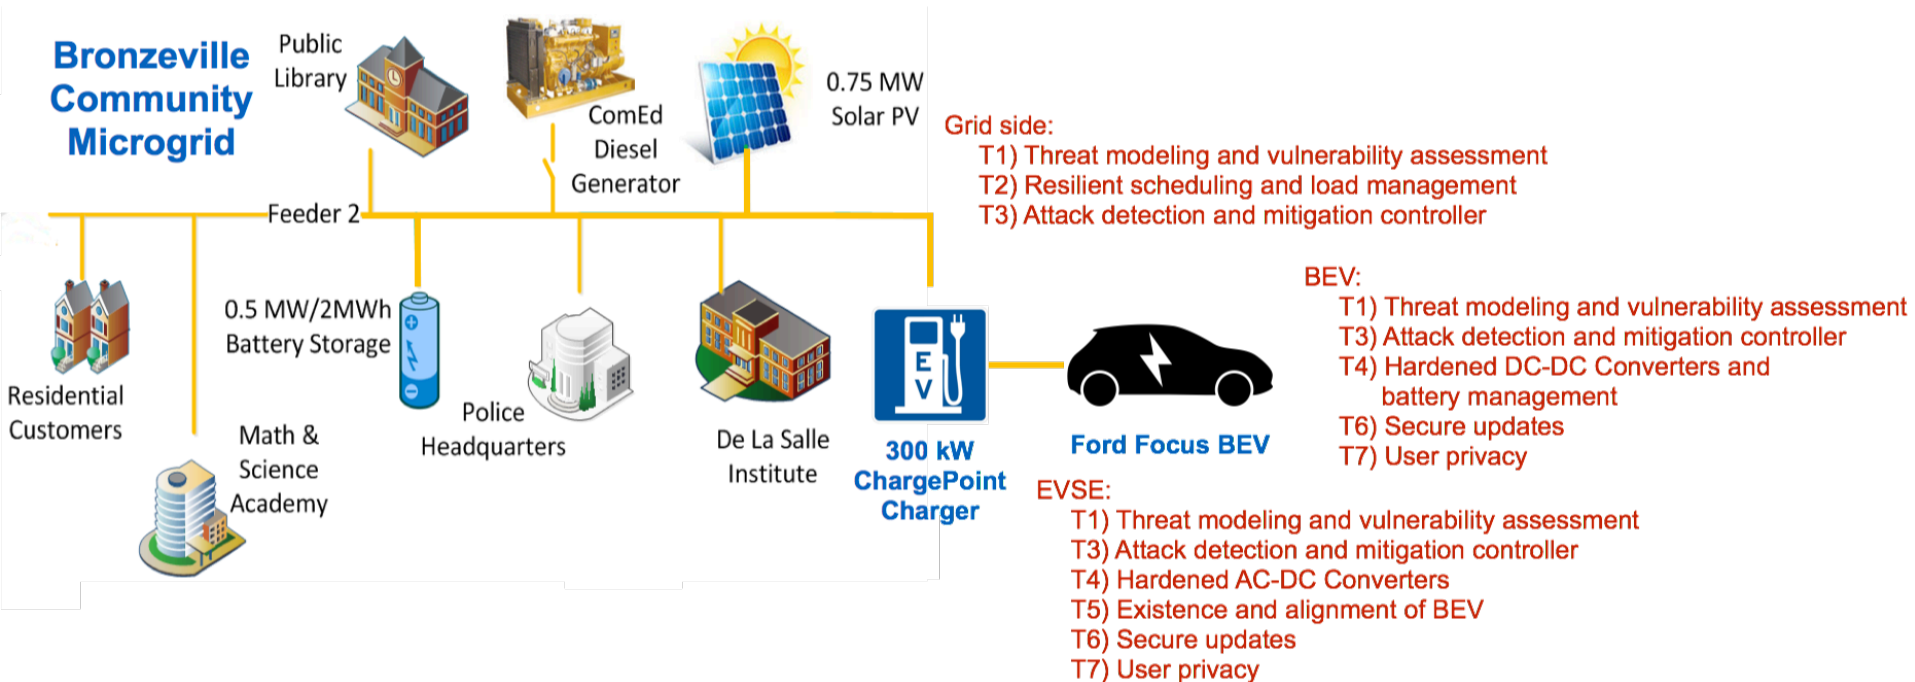 Bronzeville
Community
Microgrid
Public
Library
ComEd
Diesel
Generator
0.75 MW
Solar PV
Feeder 2
Residential
Customers
Math &
Science
Academy
0.5 MW/2MWh
Battery Storage
Police
Headquarters
De La Salle
Institute
EV
300 kW
ChargePoint
Charger
Ford Focus BEV
Grid side:
T1) Threat modeling and vulnerability assessment
T2) Resilient scheduling and load management
T3) Attack detection and mitigation controller
BEV:
T1) Threat modeling and vulnerability assessment
T3) Attack detection and mitigation controller
T4) Hardened DC-DC Converters and
battery management
T6) Secure updates
T7) User privacy
EVSE:
T1) Threat modeling and vulnerability assessment
T3) Attack detection and mitigation controller
T4) Hardened AC-DC Converters
T5) Existence and alignment of BEV
T6) Secure updates
T7) User privacy